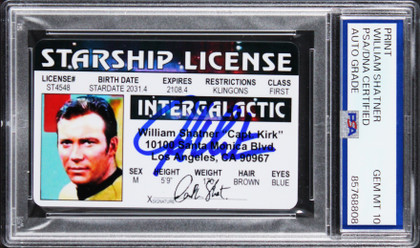 STARSHIP LICENSE
LICENSE# BIRTH DATE EXPIRES RESTRICTIONS CLASS
ST4548 STARDATE 2031.4 2108.4 KLINGONS FIRST
INTERGALACTIC
William Shatner "Capt. Kirk"
10100 Santa Monica Blvd
Los Angeles, CA 90967
SEX HEIGHT WEIGHT HAIR EYES
M 5'9" BROWN BLUE
X SIGNATURE
PRINT
WILLIAM SHATNER
PSA/DNA CERTIFIED
AUTO GRADE
PSA
GEM MT 10
85768808